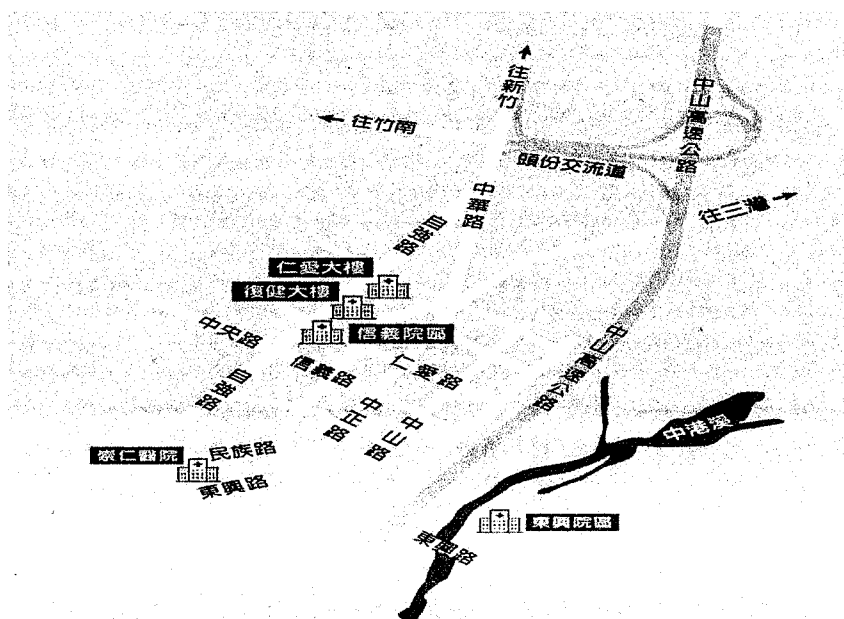 往新竹
中山高速公路
往竹南
頭份交流道
中華路
往三灣
自強路
仁愛大樓
復健大樓
信義院區
中央路
信義路
仁愛路
中山高速公路
自強路
中正路
中山路
中港溪
崇仁醫院
民族路
東興路
東興院區
東興路